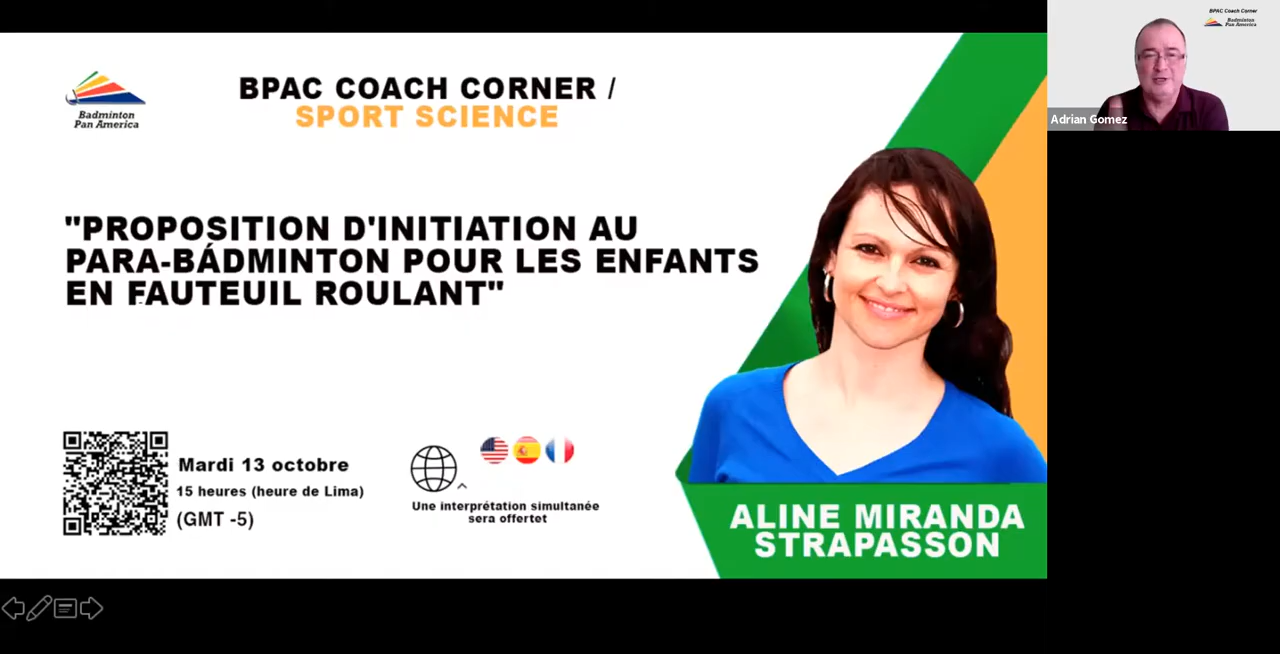 BPAC COACH CORNER /
SPORT SCIENCE
Badminton
Pan America
"PROPOSITION D'INITIATION AU
PARA-BÁDMINTON POUR LES ENFANTS
EN FAUTEUIL ROULANT"
Mardi 13 octobre
15 heures (heure de Lima)
(GMT -5)
Une interprétation simultanée
sera offertet
ALINE MIRANDA
STRAPASSON
BPAC Coach Corner
Badminton
Pan America
Adrian Gomez